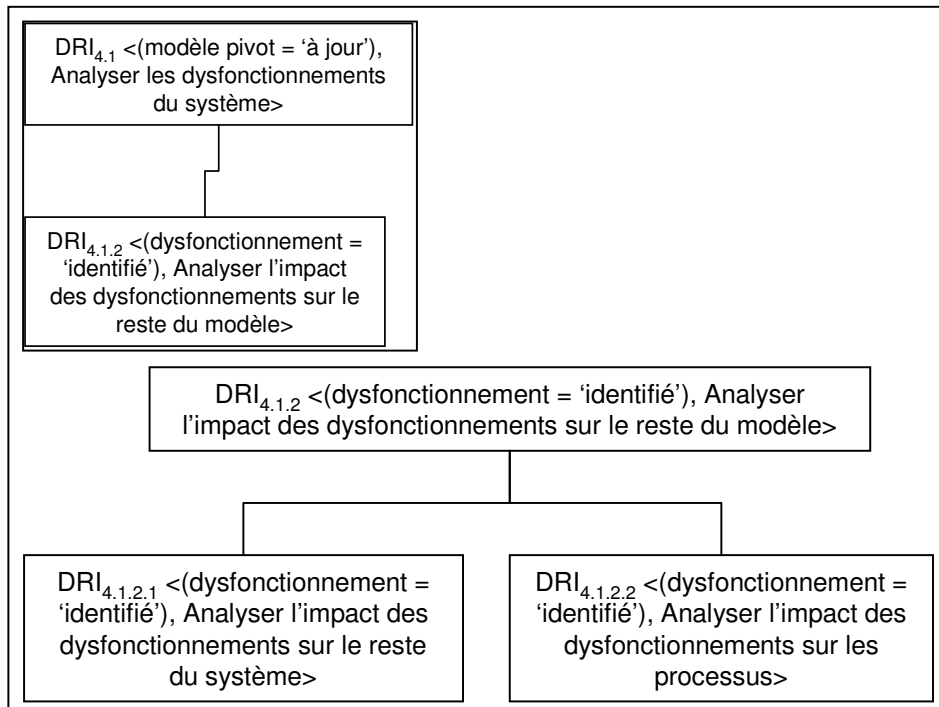 DRI4.1 <(modèle pivot = ‘à jour’),
Analyser les dysfonctionnements
du système>
DRI4.1.2 <(dysfonctionnement =
‘identifié’), Analyser l’impact
des dysfonctionnements sur le
reste du modèle>
DRI4.1.2 <(dysfonctionnement = ‘identifié’), Analyser
l’impact des dysfonctionnements sur le reste du modèle>
DRI4.1.2.1 <(dysfonctionnement =
‘identifié’), Analyser l’impact des
dysfonctionnements sur le reste
du système>
DRI4.1.2.2 <(dysfonctionnement =
‘identifié’), Analyser l’impact des
dysfonctionnements sur les
processus>